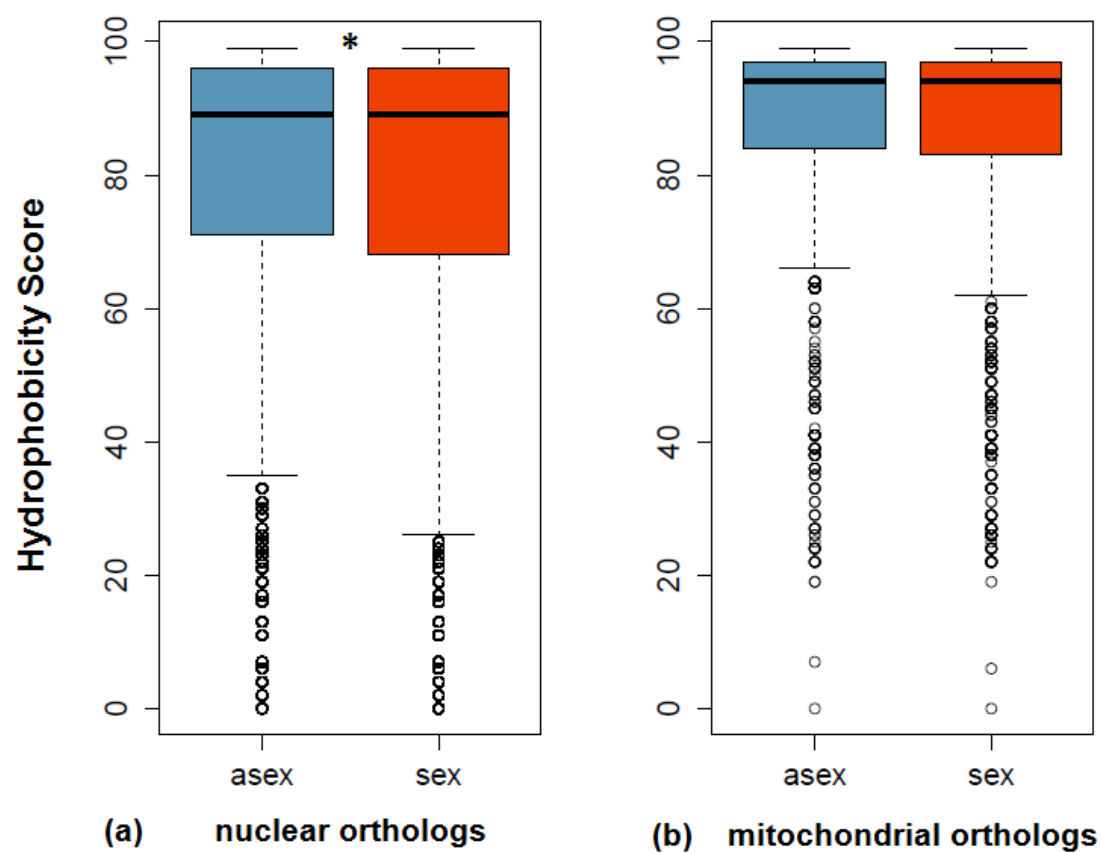 Hydrophobicity Score
100
80
60
40
20
0
*
asex
sex
(a) nuclear orthologs
100
80
60
40
20
0
asex
sex
(b) mitochondrial orthologs